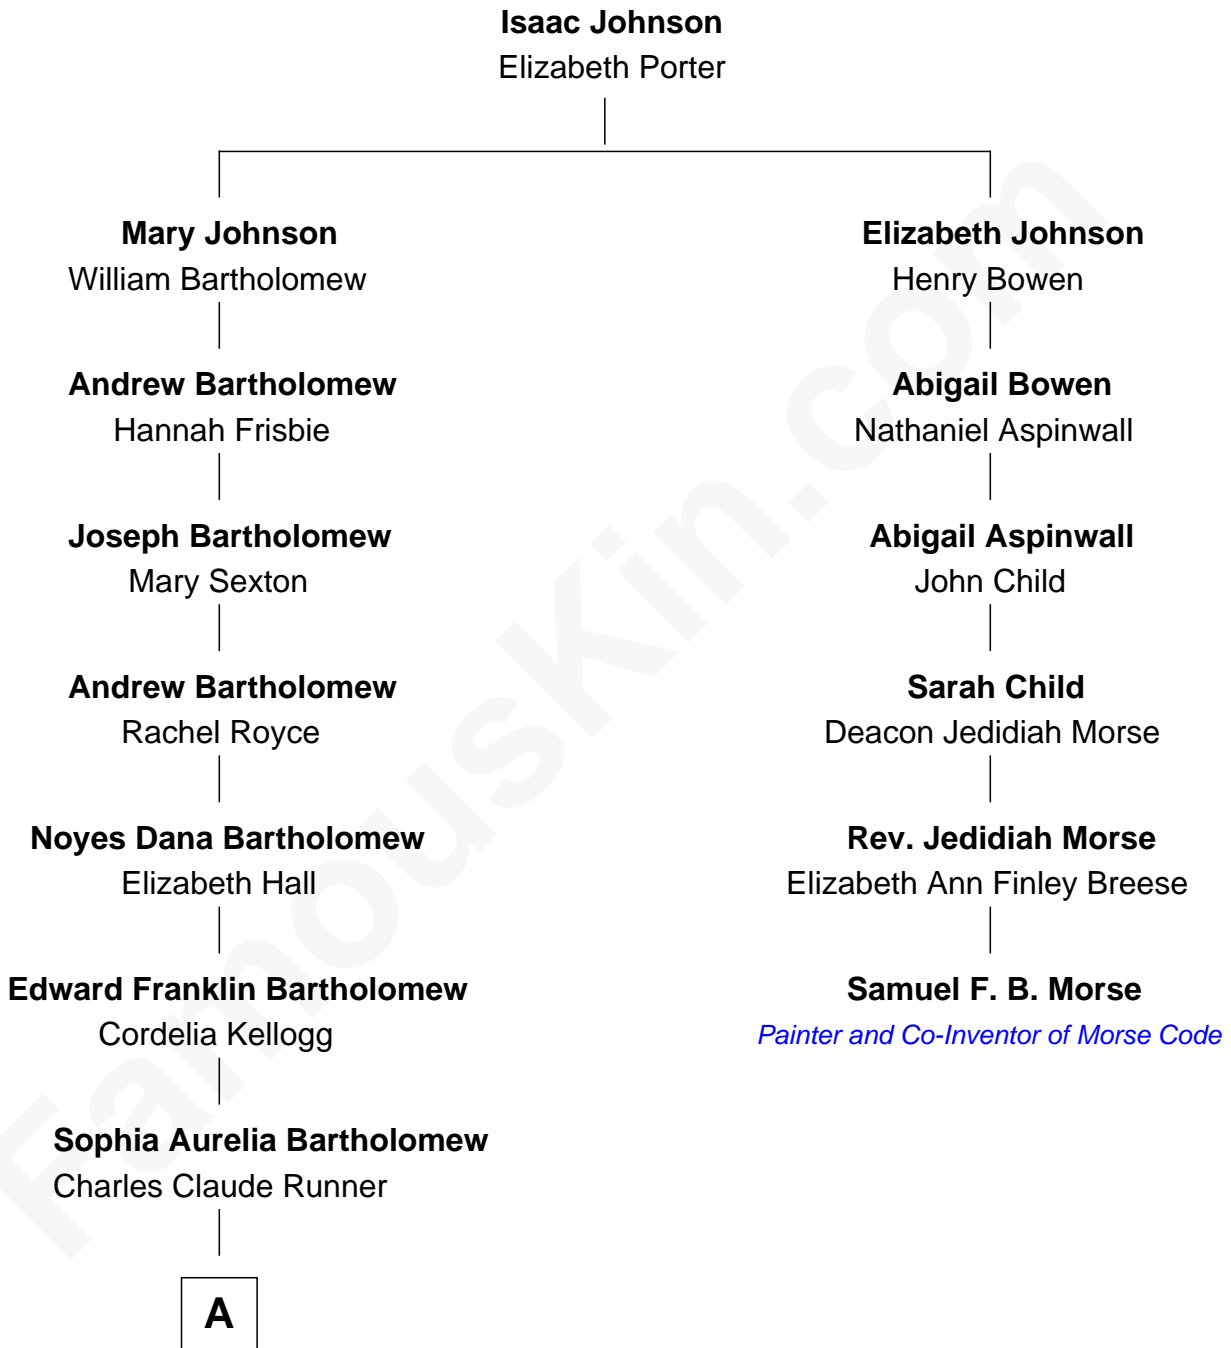 Isaac Johnson
Elizabeth Porter
Mary Johnson
William Bartholomew
Andrew Bartholomew
Hannah Frisbie
Joseph Bartholomew
Mary Sexton
Andrew Bartholomew
Rachel Royce
Noyes Dana Bartholomew
Elizabeth Hall
Edward Franklin Bartholomew
Cordelia Kellogg
Sophia Aurelia Bartholomew
Charles Claude Runner
A
Elizabeth Johnson
Henry Bowen
Abigail Bowen
Nathaniel Aspinwall
Abigail Aspinwall
John Child
Sarah Child
Deacon Jedidiah Morse
Rev. Jedidiah Morse
Elizabeth Ann Finley Breese
Samuel F. B. Morse
Painter and Co-Inventor of Morse Code
FamousKin.com